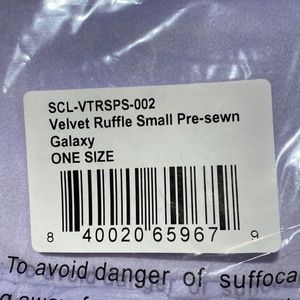 SCL-VTRSPS-002
Velvet Ruffle Small Pre-sewn
Galaxy
ONE SIZE
8 40020 65967 9
To avoid danger of suffoca